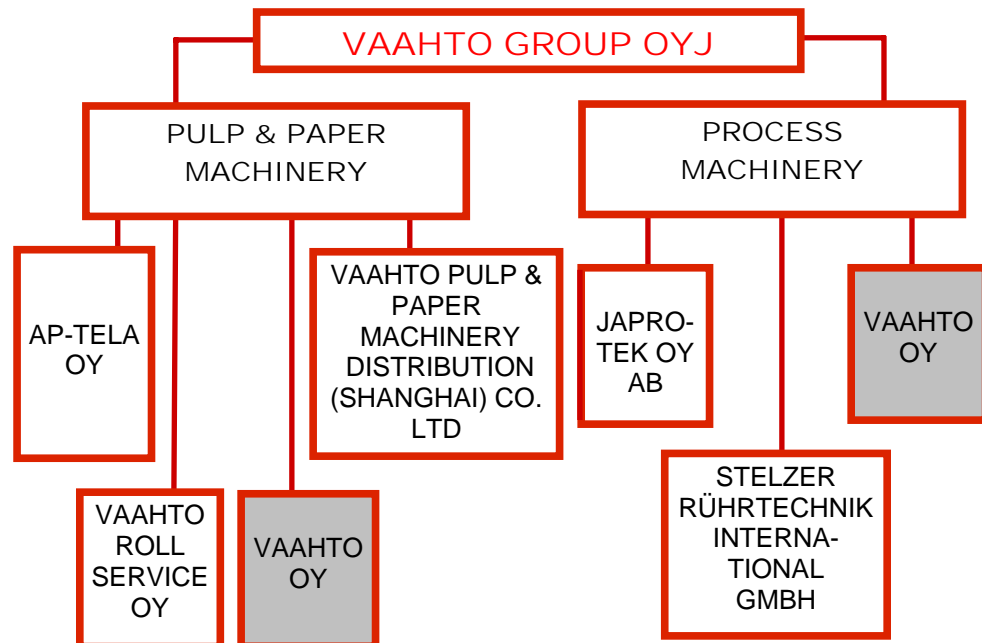 VAAHTO GROUP OYJ
PULP & PAPER
MACHINERY
PROCESS
MACHINERY
AP-TELA
OY
VAAHTO PULP &
PAPER
MACHINERY
DISTRIBUTION
(SHANGHAI) CO.
LTD
JAPRO-
TEK OY
AB
VAAHTO
OY
VAAHTO
ROLL
SERVICE
OY
VAAHTO
OY
STELZER
RÜHRTECHNIK
INTERNA-
TIONAL
GMBH